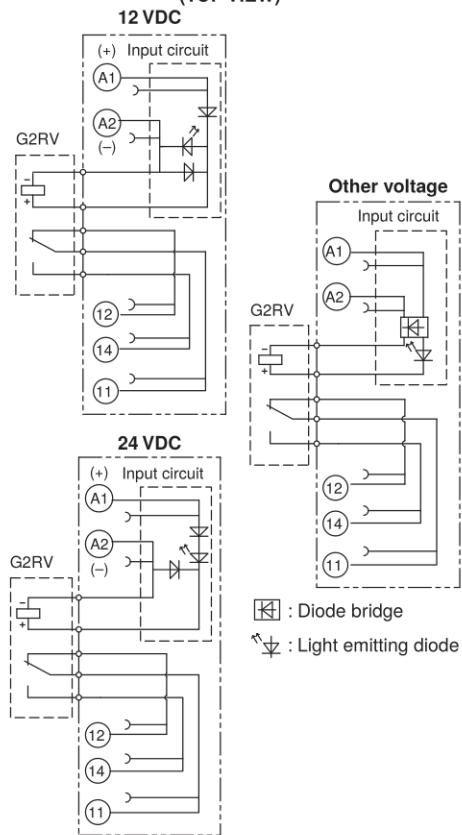 (TOP VIEW)
12 VDC
(+) Input circuit
A1
A2
(−)
G2RV
−
+
12
14
11
Other voltage
Input circuit
A1
A2
G2RV
−
+
12
14
11
24 VDC
(+) Input circuit
A1
A2
(−)
G2RV
−
+
12
14
11
: Diode bridge
: Light emitting diode